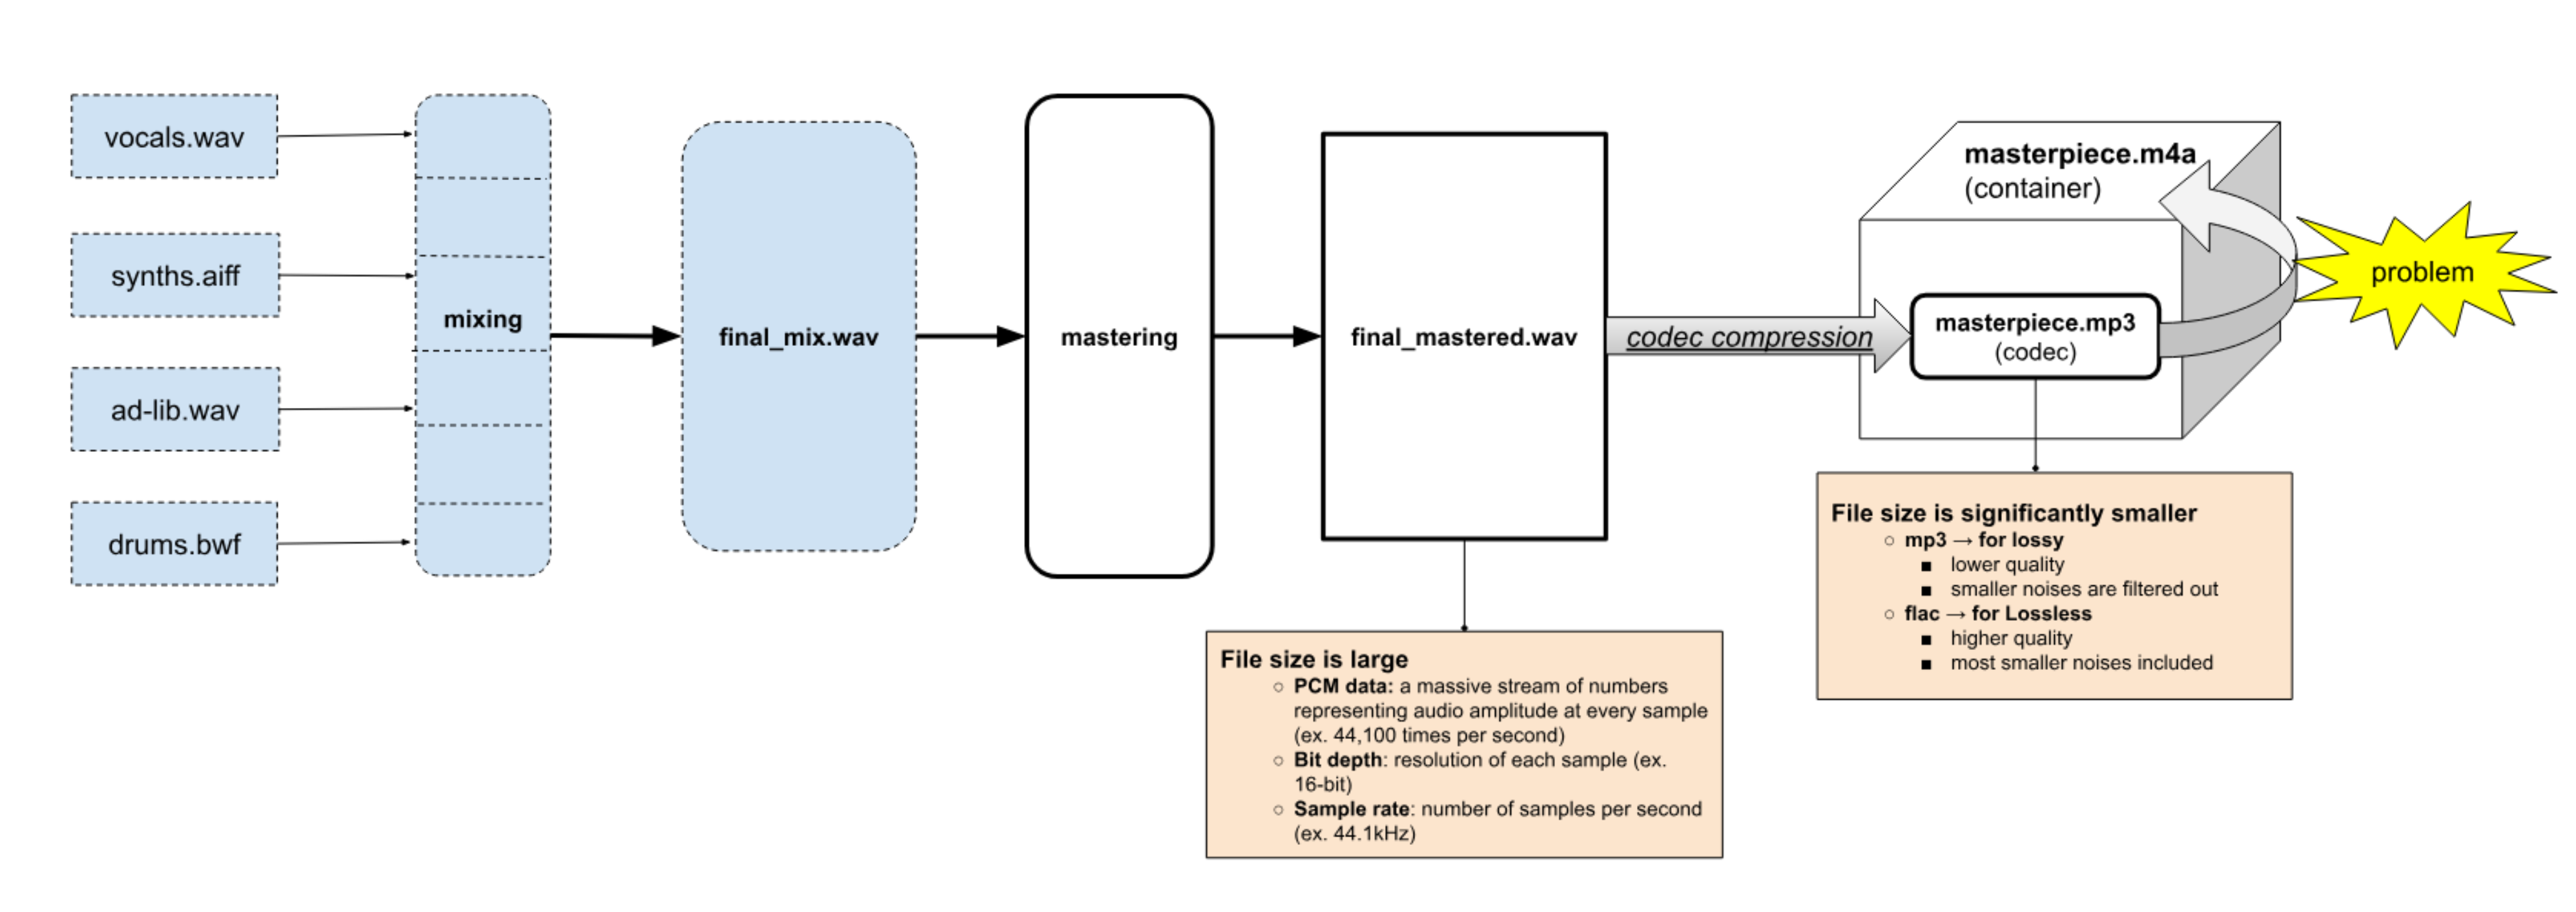 vocals.wav
synths.aiff
ad-lib.wav
drums.bwf
mixing
final_mix.wav
mastering
final_mastered.wav
codec compression
masterpiece.m4a
(container)
masterpiece.mp3
(codec)
problem
File size is large
○ PCM data: a massive stream of numbers
representing audio amplitude at every sample
(ex. 44,100 times per second)
○ Bit depth: resolution of each sample (ex.
16-bit)
○ Sample rate: number of samples per second
(ex. 44.1kHz)
File size is significantly smaller
○ mp3 → for lossy
■ lower quality
■ smaller noises are filtered out
○ flac → for Lossless
■ higher quality
■ most smaller noises included